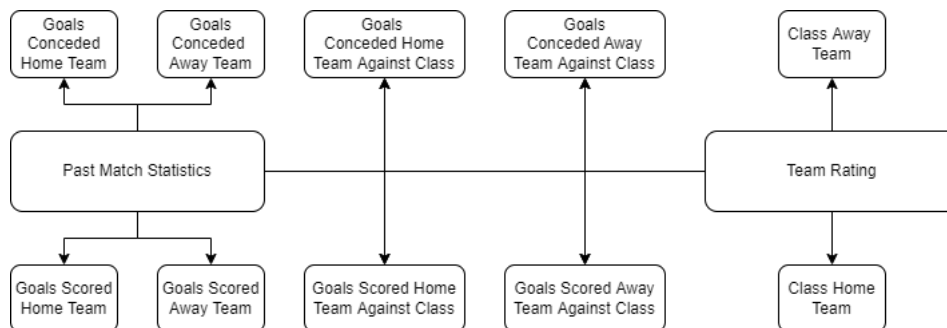 Goals
Conceded
Home Team
Goals
Conceded
Away Team
Goals
Conceded Home
Team Against Class
Goals
Conceded Away
Team Against Class
Class Away
Team
Past Match Statistics
Team Rating
Goals Scored
Home Team
Goals Scored
Away Team
Goals Scored Home
Team Against Class
Goals Scored Away
Team Against Class
Class Home
Team